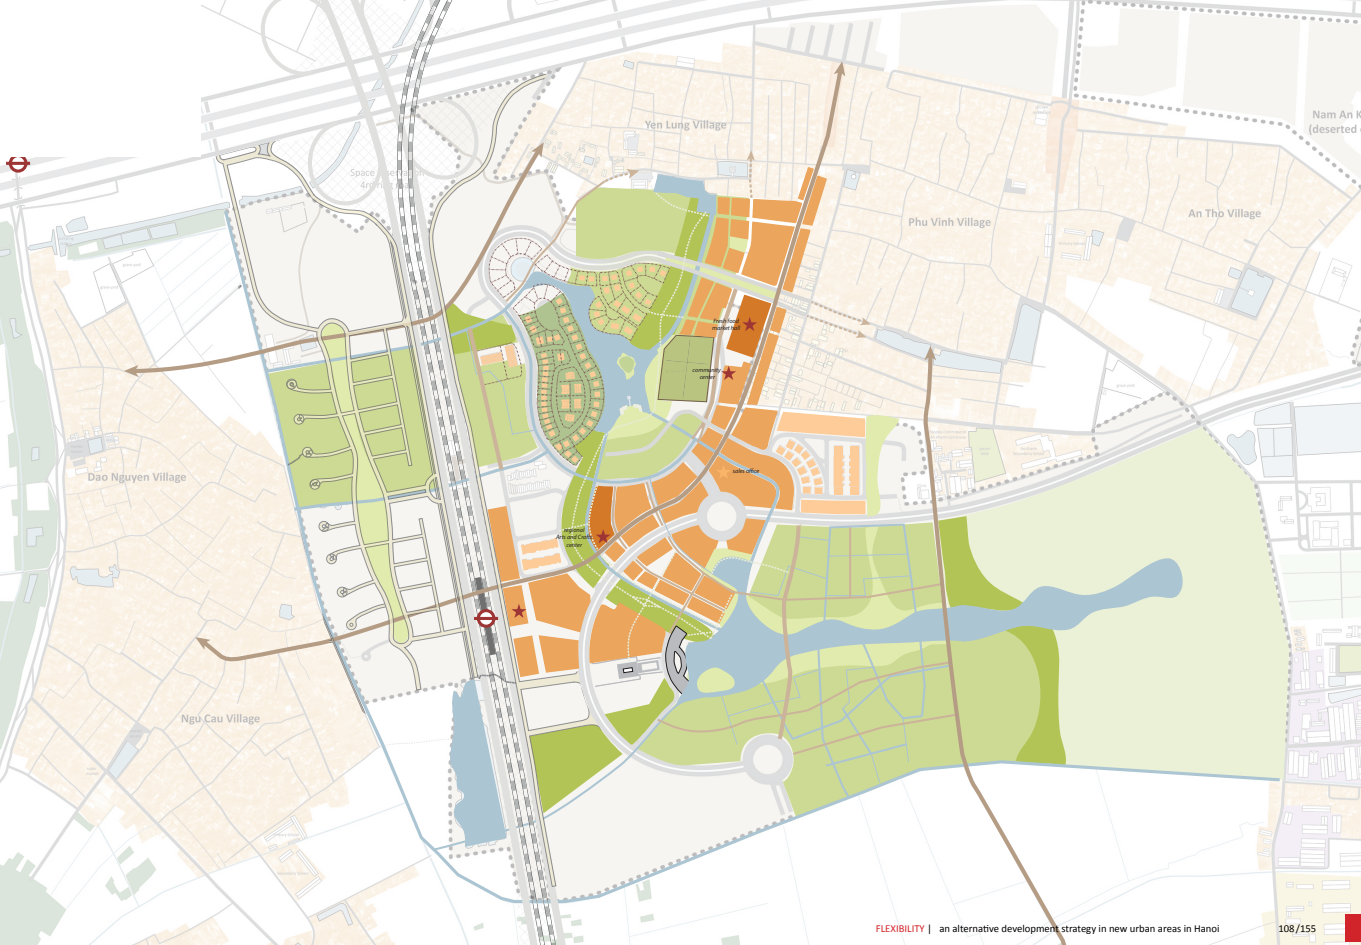 Yen Lung Village
Nam An K
(deserted
Space reservation
An Tho Village
Phu Vinh Village
Fresh food
market hall
community
center
sales office
Dao Nguyen Village
regional
Arts and Crafts
center
Ngu Cau Village
FLEXIBILITY | an alternative development strategy in new urban areas in Hanoi 108/155